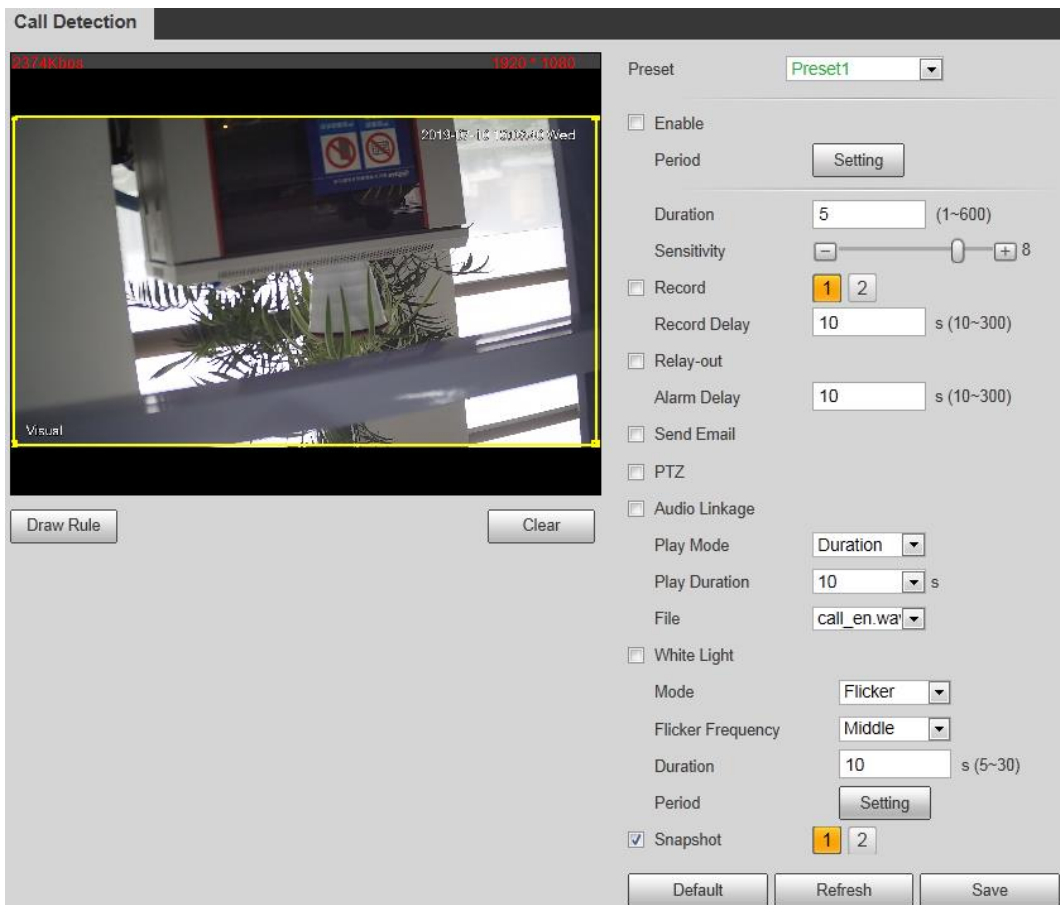 Call Detection
2374Kbps 1920 * 1080
Visual
Draw Rule Clear
Preset Preset1
Enable
Period Setting
Duration 5 (1~600)
Sensitivity 8
Record 1 2
Record Delay 10 s (10~300)
Relay-out
Alarm Delay 10 s (10~300)
Send Email
PTZ
Audio Linkage
Play Mode Duration
Play Duration 10 s
File call_en.wav
White Light
Mode Flicker
Flicker Frequency Middle
Duration 10 s (5~30)
Period Setting
Snapshot 1 2
Default Refresh Save